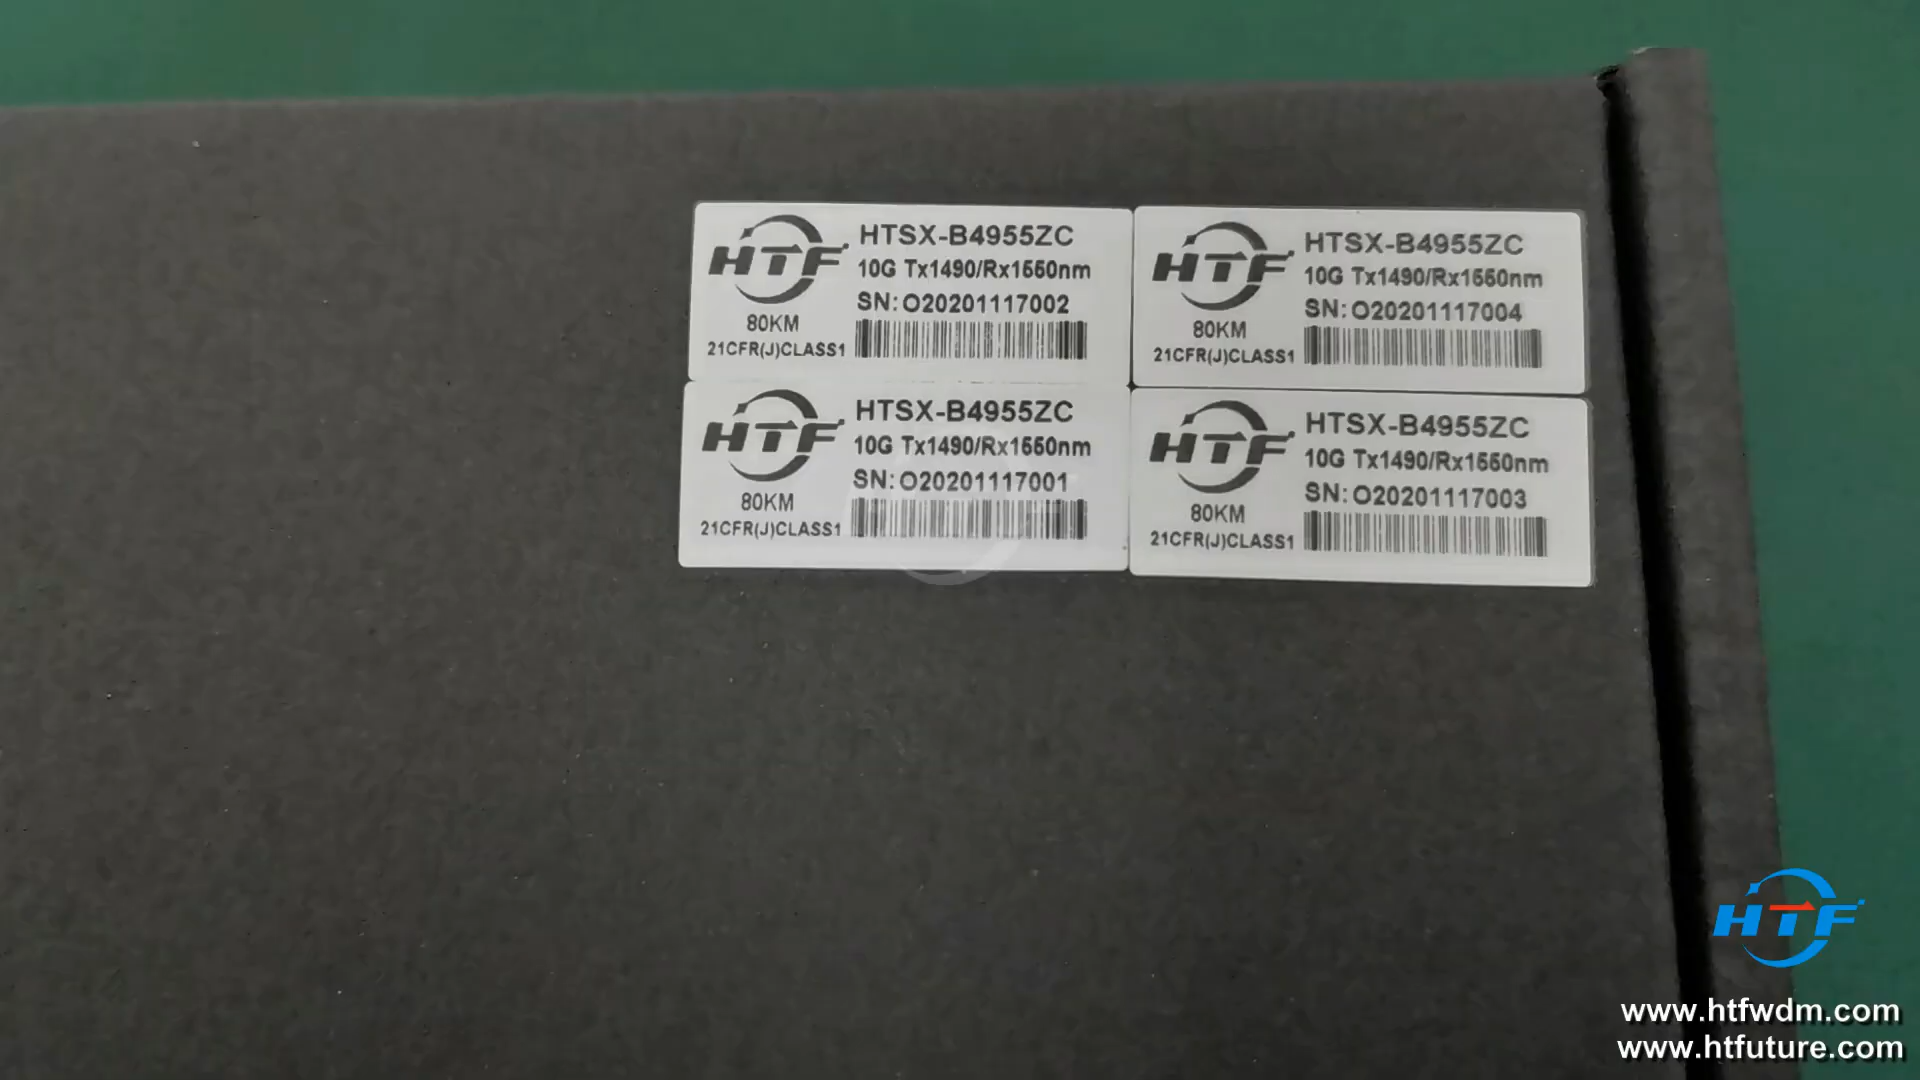 HTF
80KM
21CFR(J)CLASS1
HTSX-B4955ZC
10G Tx1490/Rx1550nm
SN:O20201117002
HTF
80KM
21CFR(J)CLASS1
HTSX-B4955ZC
10G Tx1490/Rx1550nm
SN:O20201117004
HTF
80KM
21CFR(J)CLASS1
HTSX-B4955ZC
10G Tx1490/Rx1550nm
SN:O20201117001
HTF
80KM
21CFR(J)CLASS1
HTSX-B4955ZC
10G Tx1490/Rx1550nm
SN:O20201117003
HTF
www.htfwdm.com
www.htfuture.com